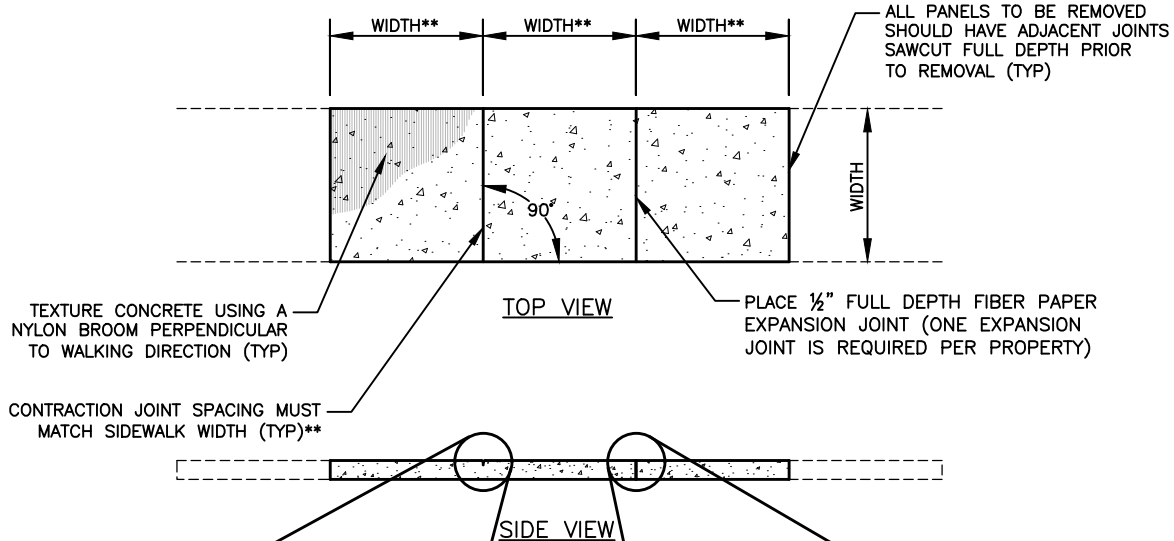 WIDTH** WIDTH** WIDTH**
ALL PANELS TO BE REMOVED
SHOULD HAVE ADJACENT JOINTS
SAWCUT FULL DEPTH PRIOR
TO REMOVAL (TYP)
WIDTH
90°
TEXTURE CONCRETE USING A
NYLON BROOM PERPENDICULAR
TO WALKING DIRECTION (TYP)
TOP VIEW
PLACE ½" FULL DEPTH FIBER PAPER
EXPANSION JOINT (ONE EXPANSION
JOINT IS REQUIRED PER PROPERTY)
CONTRACTION JOINT SPACING MUST
MATCH SIDEWALK WIDTH (TYP)**
SIDE VIEW